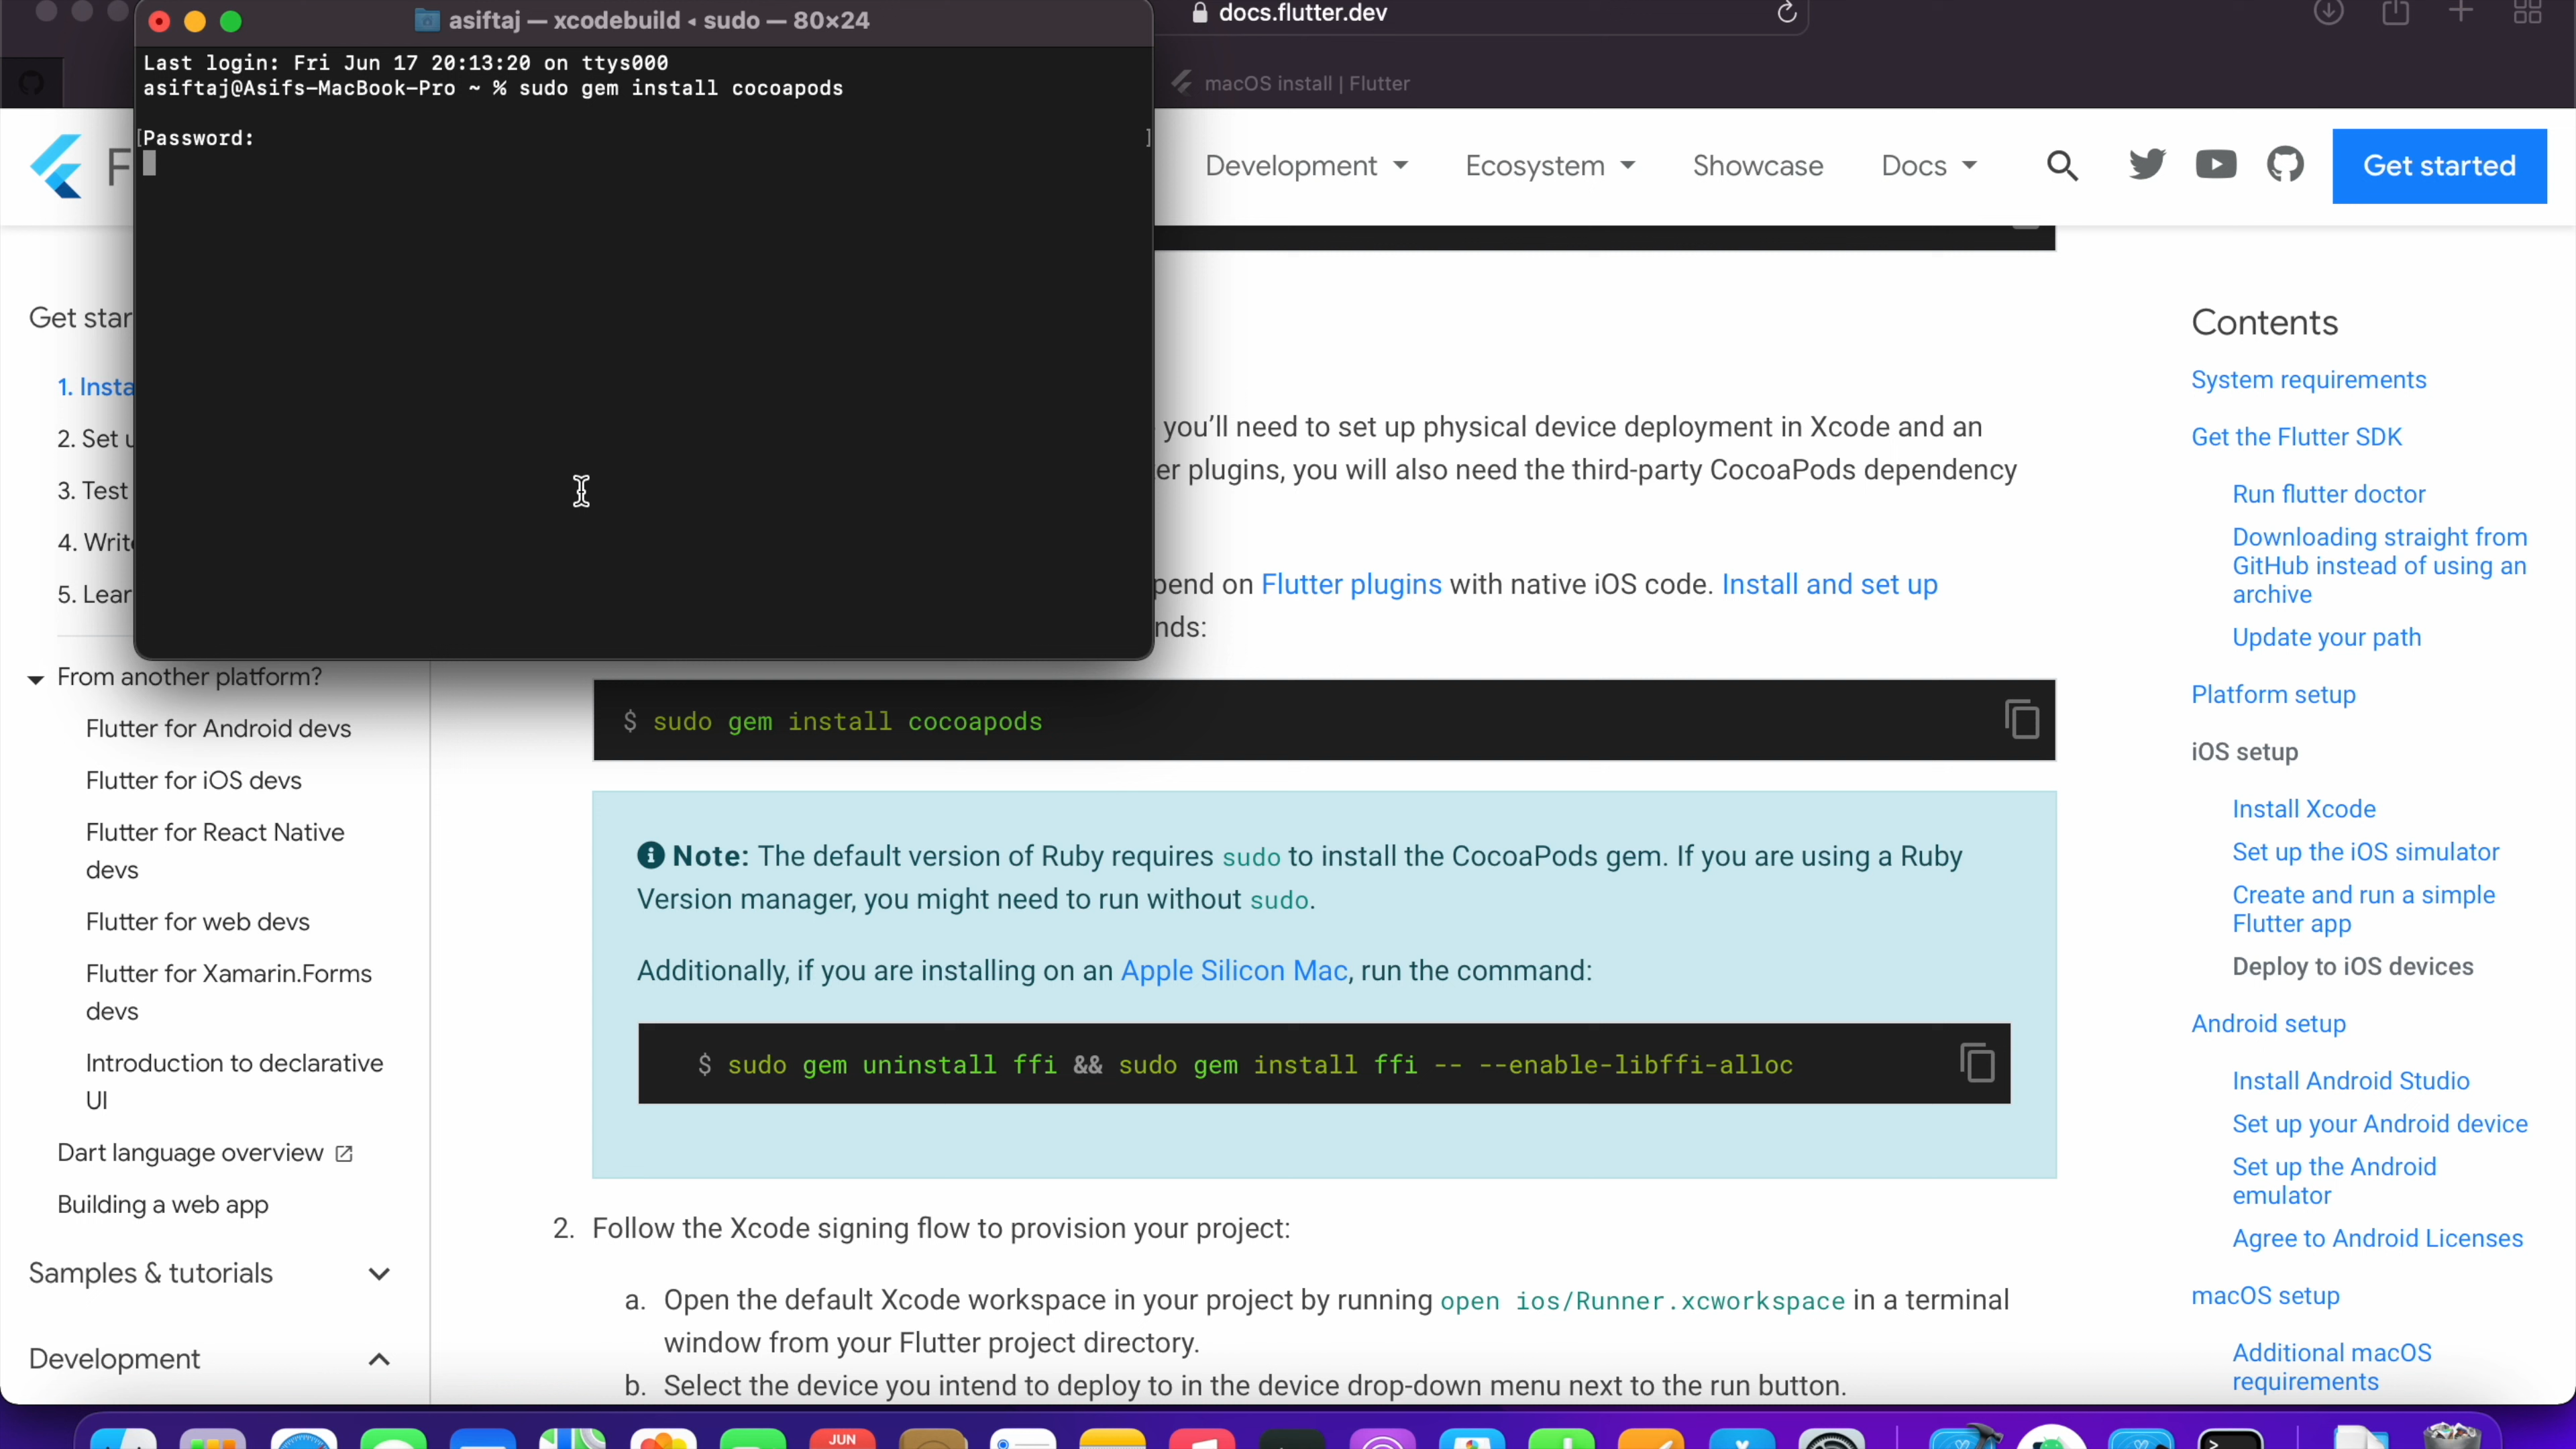 asiftaj — xcodebuild ◂ sudo — 80×24
docs.flutter.dev
Last login: Fri Jun 17 20:13:20 on ttys000
asiftaj@Asifs-MacBook-Pro ~ % sudo gem install cocoapods
macOS install | Flutter
[Password: ]
F
Development
Ecosystem
Showcase
Docs
Get started
Get star
1. Insta
2. Set u
3. Test
4. Write
5. Lear
From another platform?
Flutter for Android devs
Flutter for iOS devs
Flutter for React Native
devs
Flutter for web devs
Flutter for Xamarin.Forms
devs
Introduction to declarative
UI
Dart language overview
Building a web app
Samples & tutorials
Development
you’ll need to set up physical device deployment in Xcode and an
er plugins, you will also need the third-party CocoaPods dependency
pend on Flutter plugins with native iOS code. Install and set up
nds:
$ sudo gem install cocoapods
Note: The default version of Ruby requires sudo to install the CocoaPods gem. If you are using a Ruby
Version manager, you might need to run without sudo.
Additionally, if you are installing on an Apple Silicon Mac, run the command:
$ sudo gem uninstall ffi && sudo gem install ffi -- --enable-libffi-alloc
2. Follow the Xcode signing flow to provision your project:
a. Open the default Xcode workspace in your project by running open ios/Runner.xcworkspace in a terminal
window from your Flutter project directory.
b. Select the device you intend to deploy to in the device drop-down menu next to the run button.
Contents
System requirements
Get the Flutter SDK
Run flutter doctor
Downloading straight from
GitHub instead of using an
archive
Update your path
Platform setup
iOS setup
Install Xcode
Set up the iOS simulator
Create and run a simple
Flutter app
Deploy to iOS devices
Android setup
Install Android Studio
Set up your Android device
Set up the Android
emulator
Agree to Android Licenses
macOS setup
Additional macOS
requirements
JUN